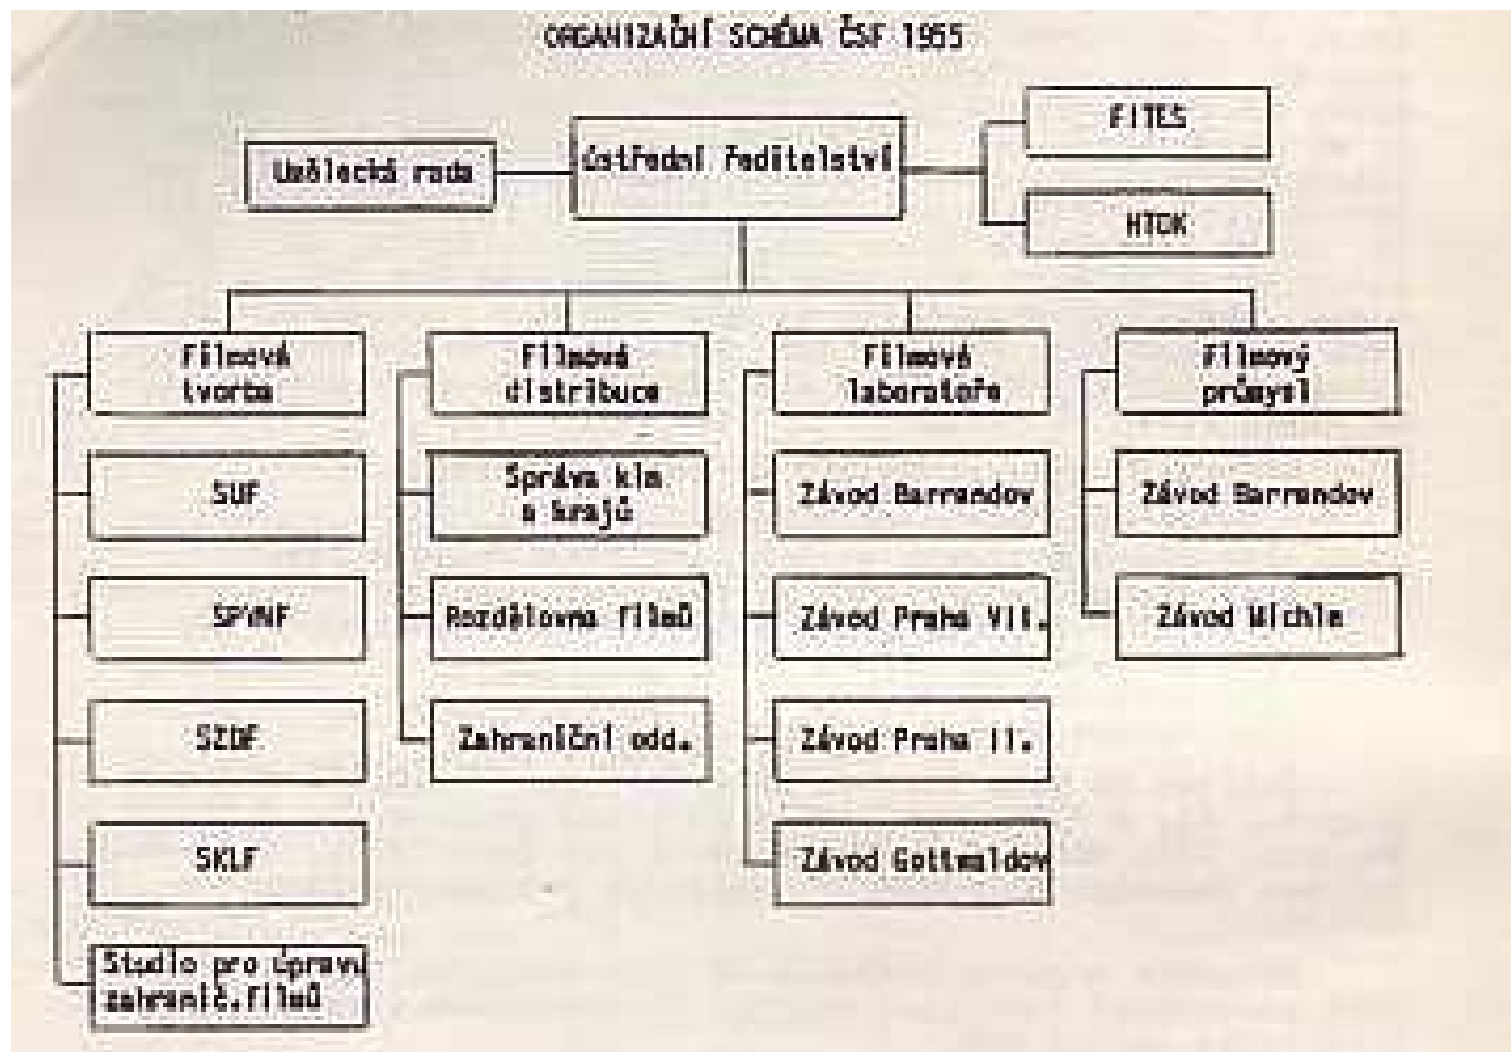 ORGANIZAČNÍ SCHÉMA ČSF 1955
FITES
Umělecká rada
Ústřední ředitelství
HTOK
Filmová
tvorba
Filmová
distribuce
Filmové
laboratoře
Filmový
průmysl
SUF
Správa kin
a krajů
Závod Barrandov
Závod Barrandov
Rozdělovna filmů
Závod Praha VII.
Závod Michle
SZDF
Zahraniční odd.
Závod Praha II.
SKLF
Závod Gottwaldov
Studio pro úpravu
zahranič.filmů